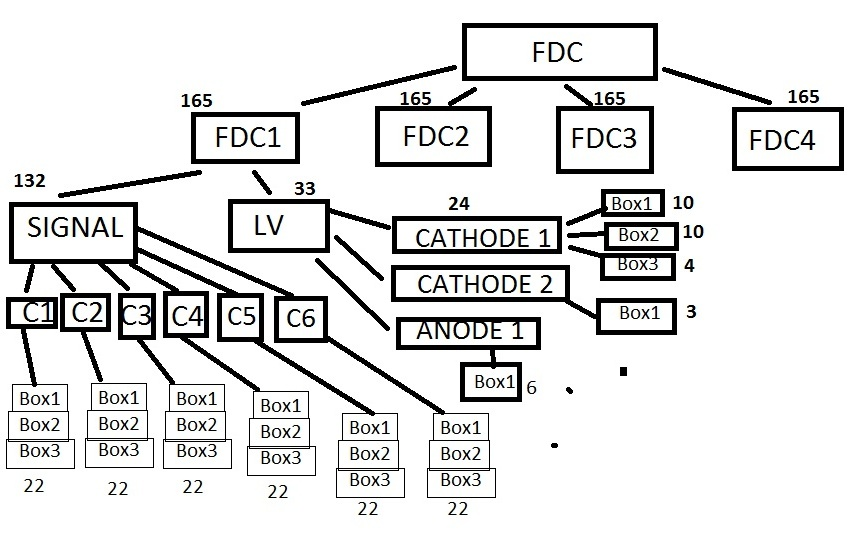 FDC
165
165
165
165
FDC1
FDC2
FDC3
FDC4
132
33
24
SIGNAL
LV
CATHODE 1
Box1
10
Box2
10
Box3
4
CATHODE 2
Box1
3
ANODE 1
Box1
6
C1
C2
C3
C4
C5
C6
Box1
Box2
Box3
22
Box1
Box2
Box3
22
Box1
Box2
Box3
22
Box1
Box2
Box3
22
Box1
Box2
Box3
22
Box1
Box2
Box3
22